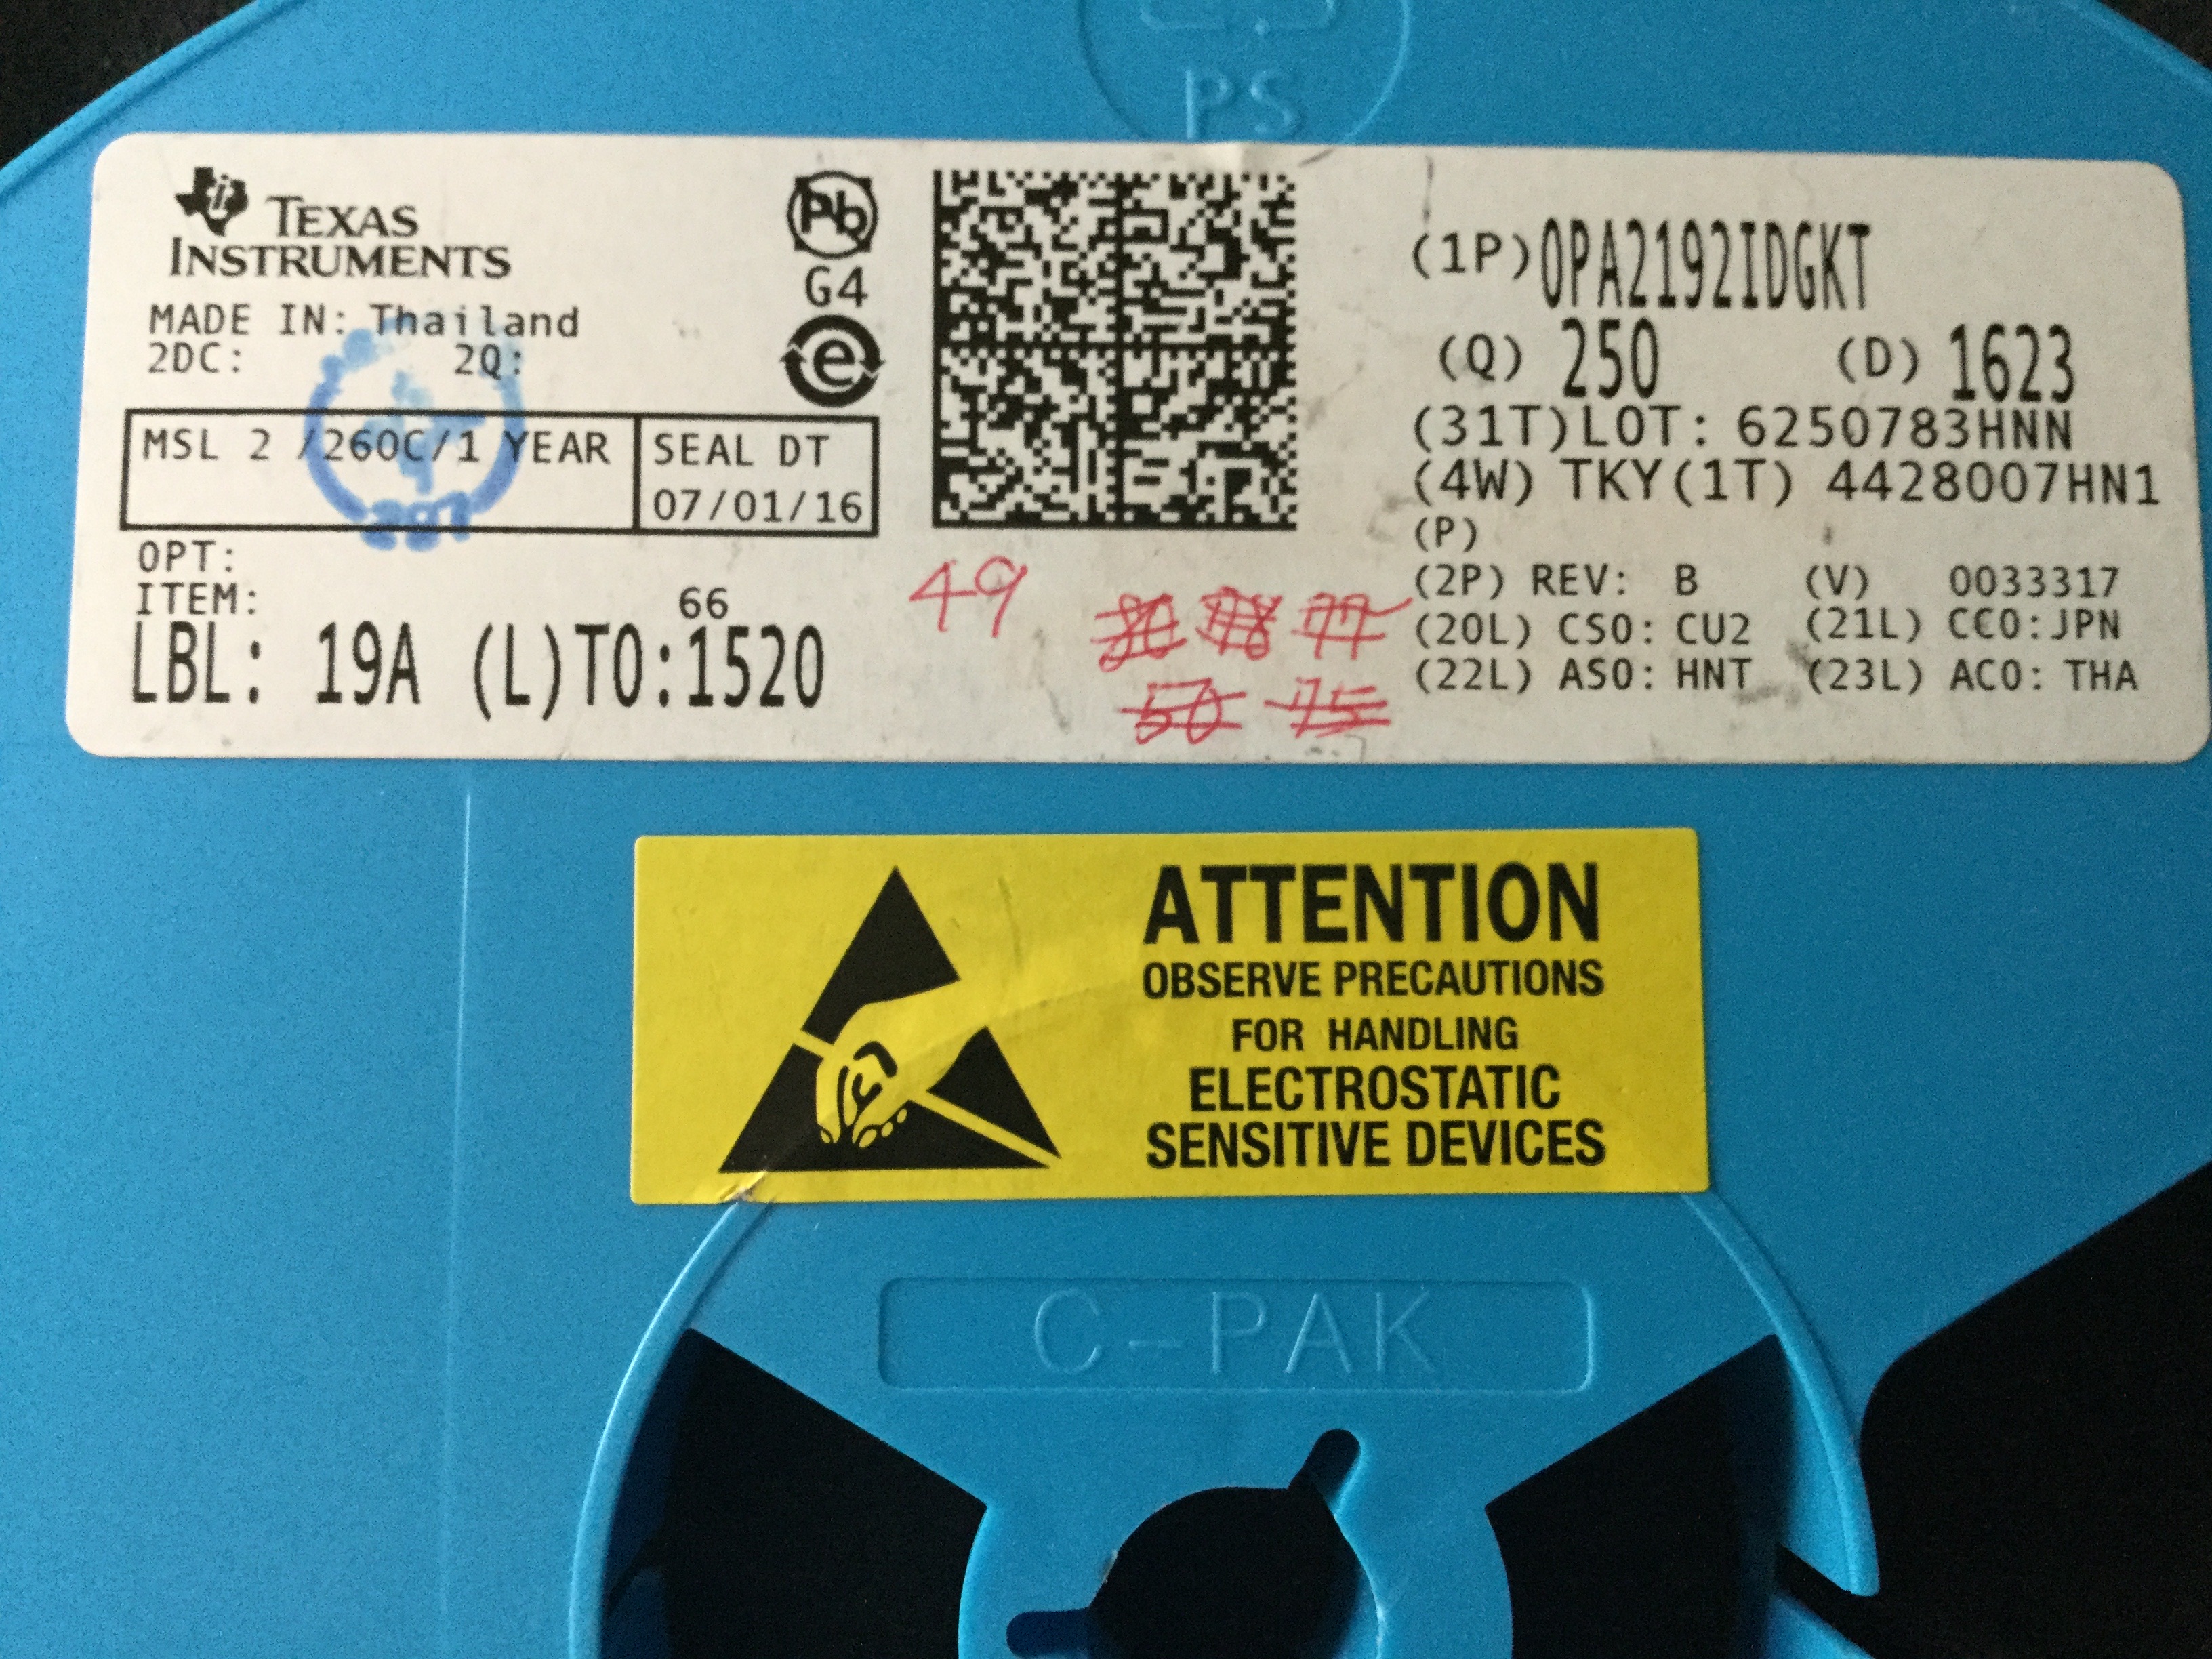 PS
TEXAS
INSTRUMENTS
MADE IN: Thailand
2DC: 2Q:
MSL 2 /260C/1 YEAR
SEAL DT
07/01/16
OPT:
ITEM:
66
LBL: 19A (L)TO:1520
Pb
G4
e
49
50 75
(1P)OPA2192IDGKT
(Q) 250 (D) 1623
(31T)LOT: 6250783HNN
(4W) TKY(1T) 4428007HN1
(P)
(2P) REV: B (V) 0033317
(20L) CSO: CU2 (21L) CCO:JPN
(22L) ASO: HNT (23L) ACO: THA
ATTENTION
OBSERVE PRECAUTIONS
FOR HANDLING
ELECTROSTATIC
SENSITIVE DEVICES
C-PAK